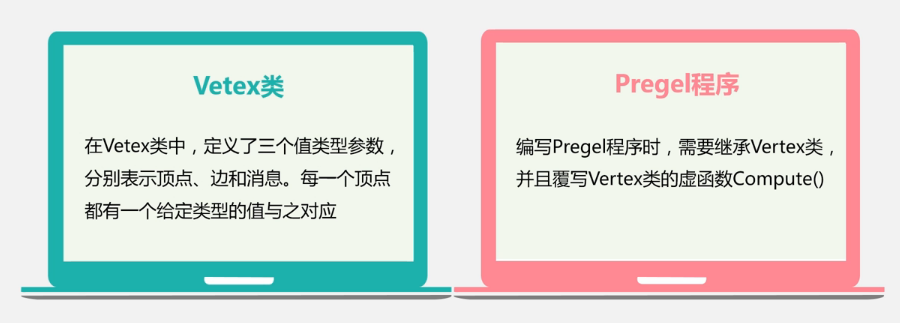 Vetex类
在Vetex类中，定义了三个值类型参数，
分别表示顶点、边和消息。每一个顶点
都有一个给定类型的值与之对应
Pregel程序
编写Pregel程序时，需要继承Vertex类，
并且覆写Vertex类的虚函数Compute()